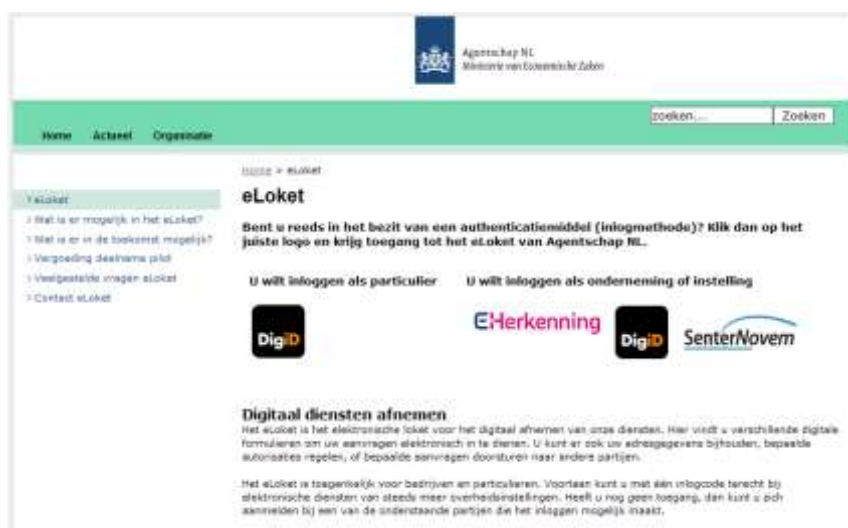 Agentschap NL
Ministerie van Economische Zaken
zoeken... Zoeken
Home Actueel Organisatie
Home > eLoket
eLoket
> eLoket
> Wat is er mogelijk in het eLoket?
> Wat is er in de toekomst mogelijk?
> Vergoeding deelname pilot
> Veelgestelde vragen eLoket
> Contact eLoket
Bent u reeds in het bezit van een authenticatiemiddel (inlogmethode)? Klik dan op het
juiste logo en krijg toegang tot het eLoket van Agentschap NL.
U wilt inloggen als particulier U wilt inloggen als onderneming of instelling
DigiD eHerkenning DigiD SenterNovem
Digitaal diensten afnemen
Het eLoket is het elektronische loket voor het digitaal afnemen van onze diensten. Hier vindt u verschillende digitale
formulieren om uw aanvragen elektronisch in te dienen. U kunt er ook uw adresgegevens bijhouden, bepaalde
autorisaties regelen, of bepaalde aanvragen doorsturen naar andere partijen.
Het eLoket is toegankelijk voor bedrijven en particulieren. Voortaan kunt u met één inlogcode terecht bij
elektronische diensten van steeds meer overheidsinstellingen. Heeft u nog geen toegang, dan kunt u zich
aanmelden bij een van de onderstaande partijen die het inloggen mogelijk maakt.